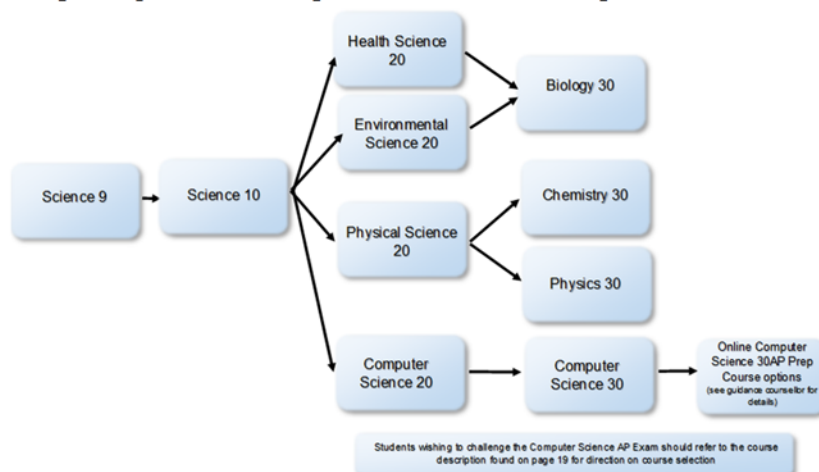 Health Science
20
Biology 30
Environmental
Science 20
Science 9
Science 10
Chemistry 30
Physical Science
20
Physics 30
Computer
Science 20
Computer
Science 30
Online Computer
Science 30AP Prep
Course options
(see guidance counsellor for
details)
Students wishing to challenge the Computer Science AP Exam should refer to the course
description found on page 19 for direction on course selection